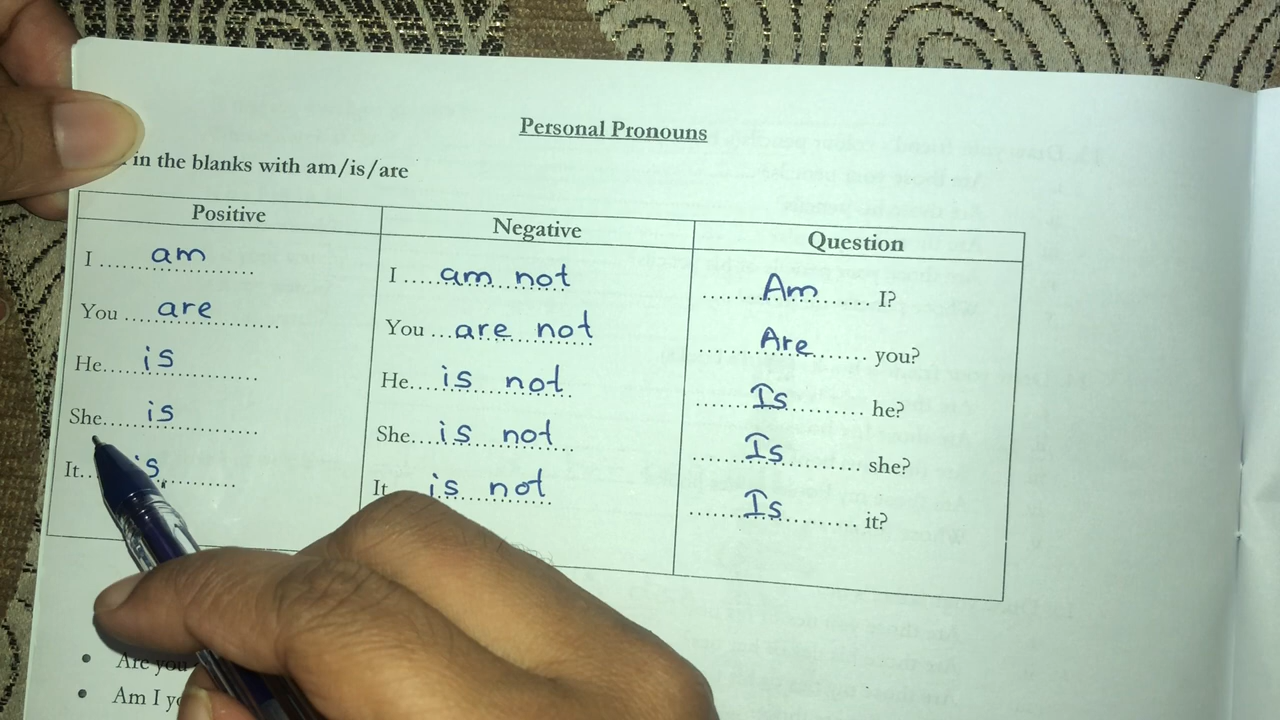 Personal Pronouns
in the blanks with am/is/are
Positive Negative Question
I .... am .... I .... am not .... .... Am .... I?
You .... are .... You .... are not .... .... Are .... you?
He .... is .... He .... is not .... .... Is .... he?
She .... is .... She .... is not .... .... Is .... she?
It .... is .... It is not .... .... Is .... it?
• Are you
• Am I